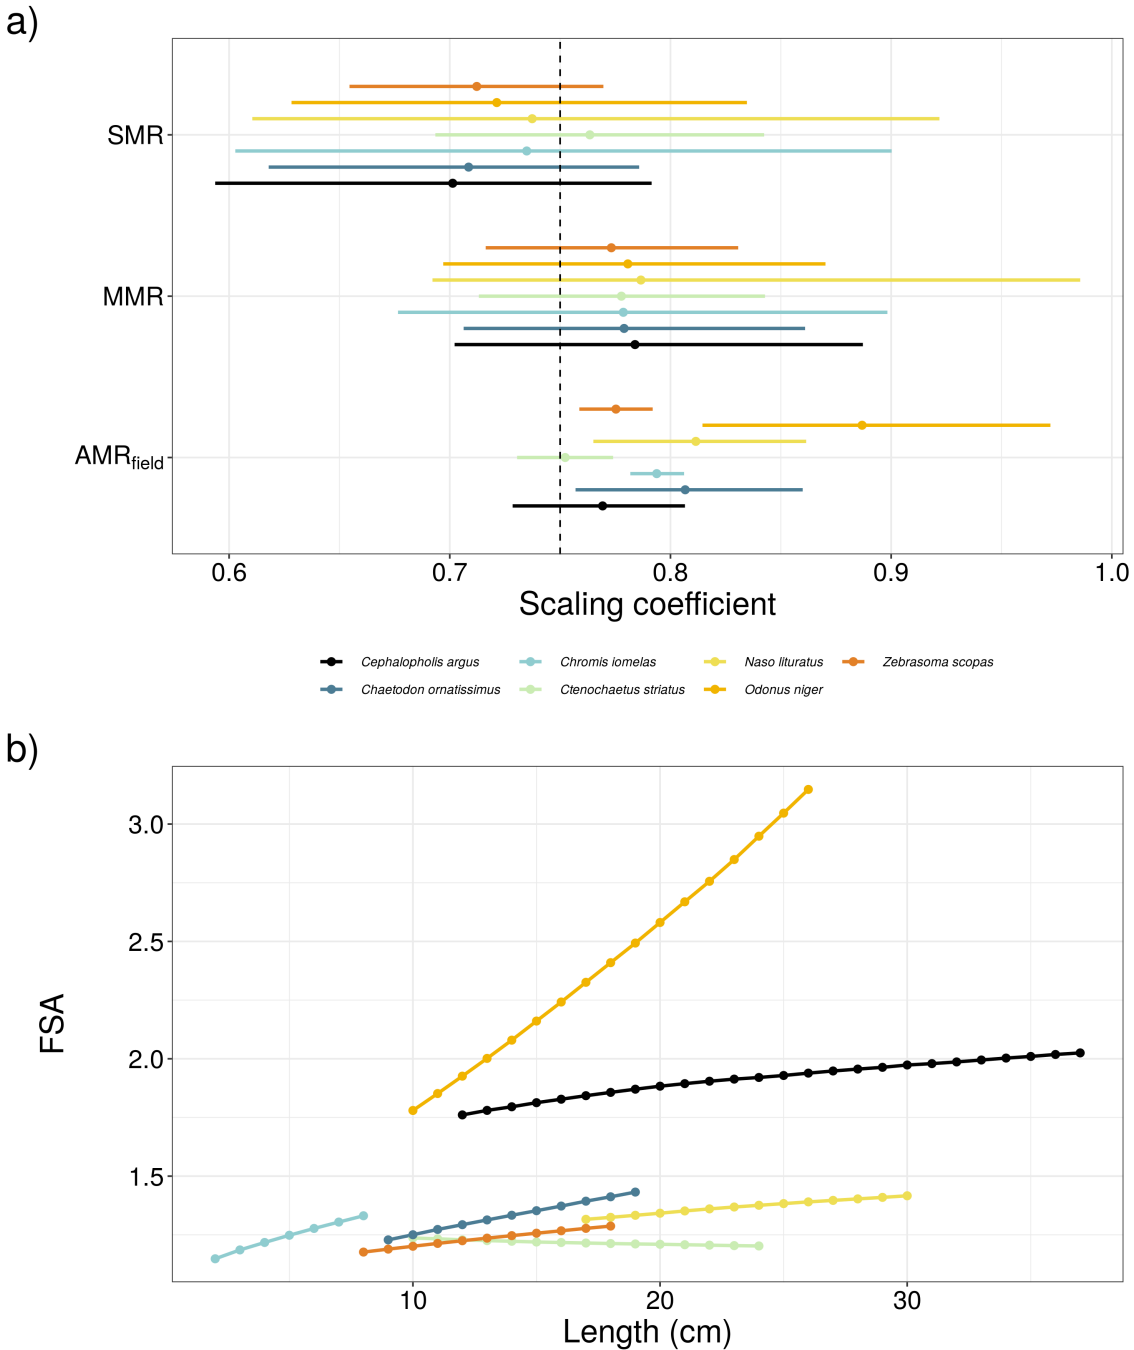 a)
SMR
MMR
AMRfield
0.6 0.7 0.8 0.9 1.0
Scaling coefficient
Cephalopholis argus Chromis iomelas Naso lituratus Zebrasoma scopas
Chaetodon ornatissimus Ctenochaetus striatus Odonus niger
b)
3.0
2.5
2.0
1.5
FSA
10 20 30
Length (cm)